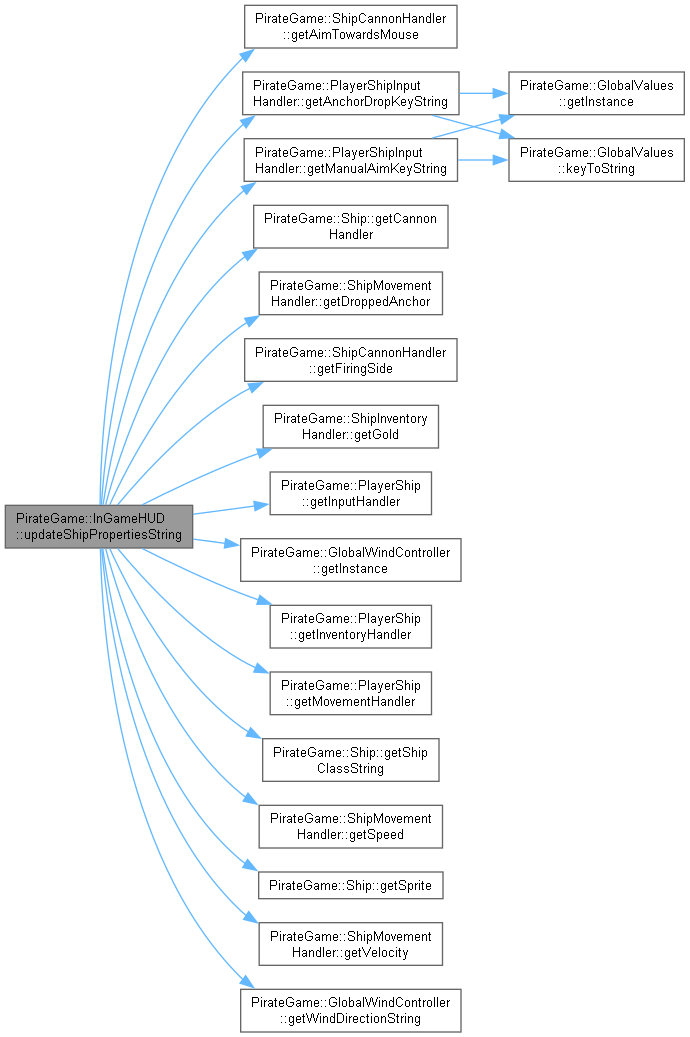 PirateGame::ShipCannonHandler
::getAimTowardsMouse
PirateGame::PlayerShipInput
Handler::getAnchorDropKeyString
PirateGame::GlobalValues
::getInstance
PirateGame::PlayerShipInput
Handler::getManualAimKeyString
PirateGame::GlobalValues
::keyToString
PirateGame::Ship::getCannon
Handler
PirateGame::ShipMovement
Handler::getDroppedAnchor
PirateGame::ShipCannonHandler
::getFiringSide
PirateGame::ShipInventory
Handler::getGold
PirateGame::PlayerShip
::getInputHandler
PirateGame::InGameHUD
::updateShipPropertiesString
PirateGame::GlobalWindController
::getInstance
PirateGame::PlayerShip
::getInventoryHandler
PirateGame::PlayerShip
::getMovementHandler
PirateGame::Ship::getShip
ClassString
PirateGame::ShipMovement
Handler::getSpeed
PirateGame::Ship::getSprite
PirateGame::ShipMovement
Handler::getVelocity
PirateGame::GlobalWindController
::getWindDirectionString